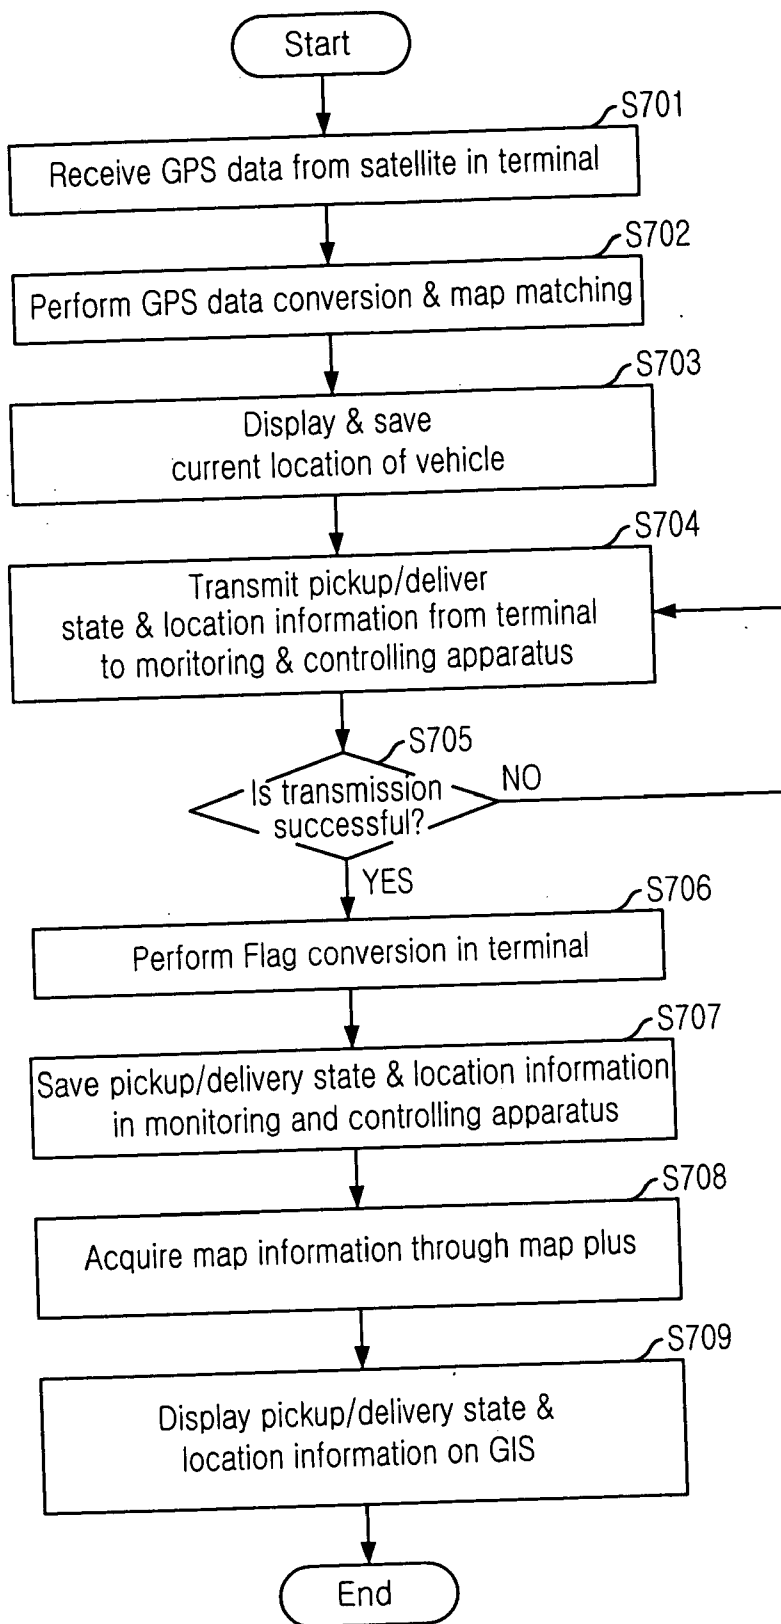 Start
S701
Receive GPS data from satellite in terminal
S702
Perform GPS data conversion & map matching
S703
Display & save
current location of vehicle
S704
Transmit pickup/deliver
state & location information from terminal
to moritoring & controlling apparatus
S705
Is transmission
successful?
NO
YES
S706
Perform Flag conversion in terminal
S707
Save pickup/delivery state & location information
in monitoring and controlling apparatus
S708
Acquire map information through map plus
S709
Display pickup/delivery state &
location information on GIS
End